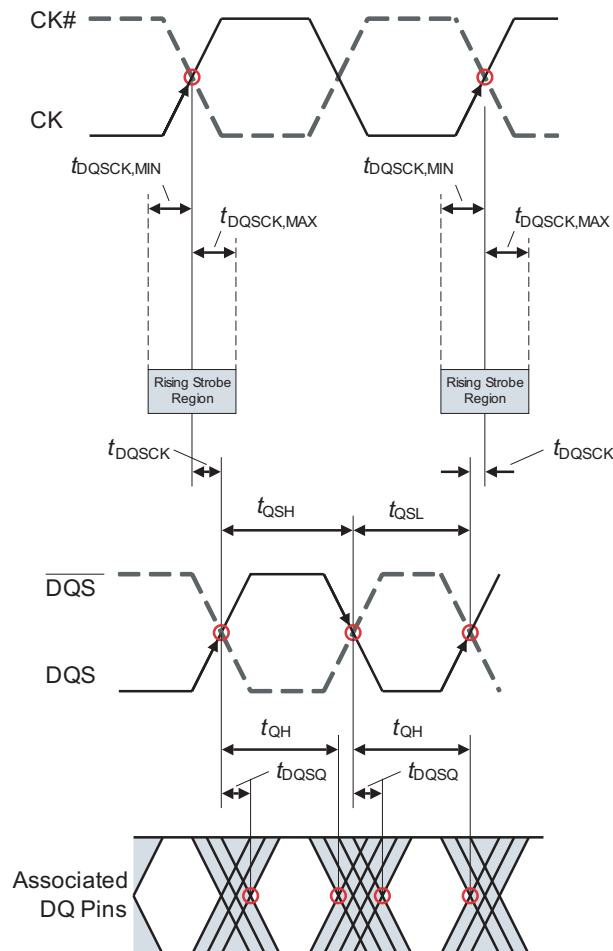 CK#
CK
tDQSCK,MIN
tDQSCK,MIN
tDQSCK,MAX
tDQSCK,MAX
Rising Strobe
Region
Rising Strobe
Region
tDQSCK
tDQSCK
tQSH
tQSL
DQS
DQS
tQH
tQH
tDQSQ
tDQSQ
Associated
DQ Pins